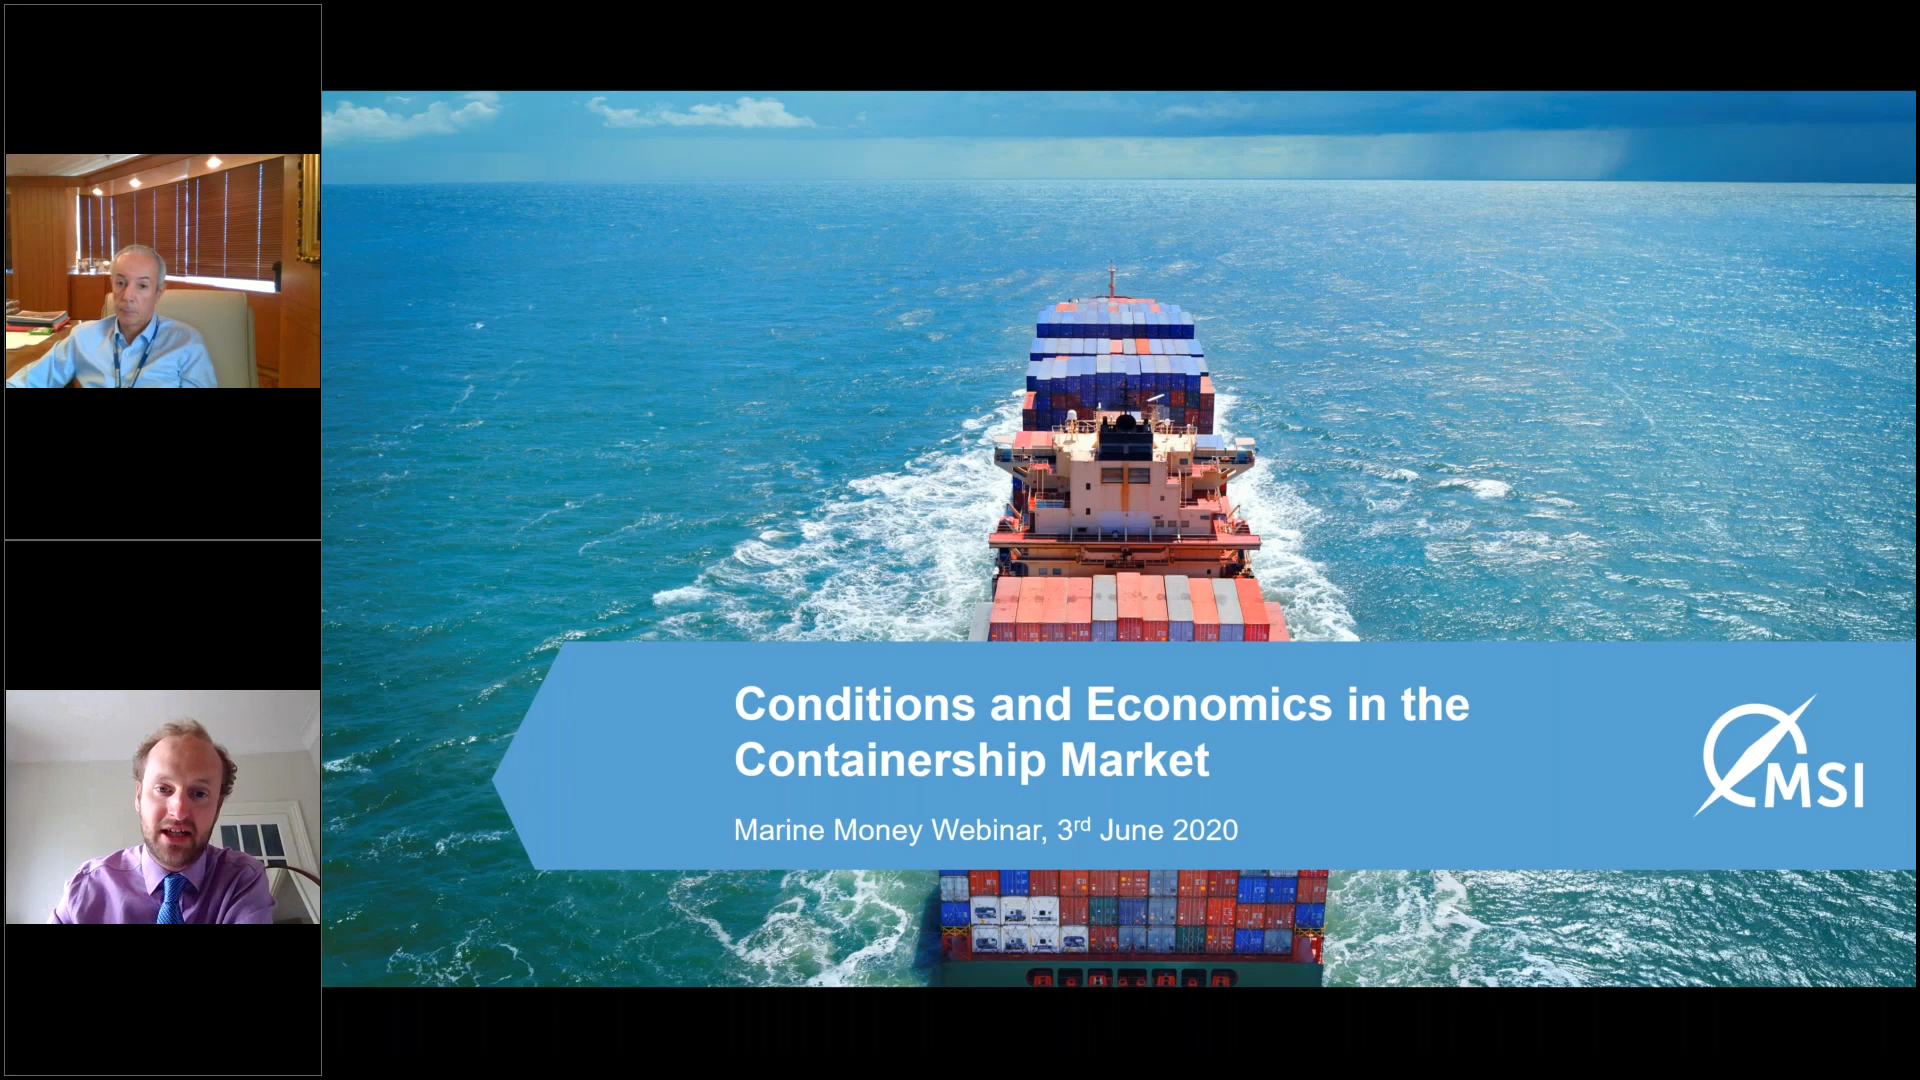 Conditions and Economics in the
Containership Market
MSI
Marine Money Webinar, 3rd June 2020